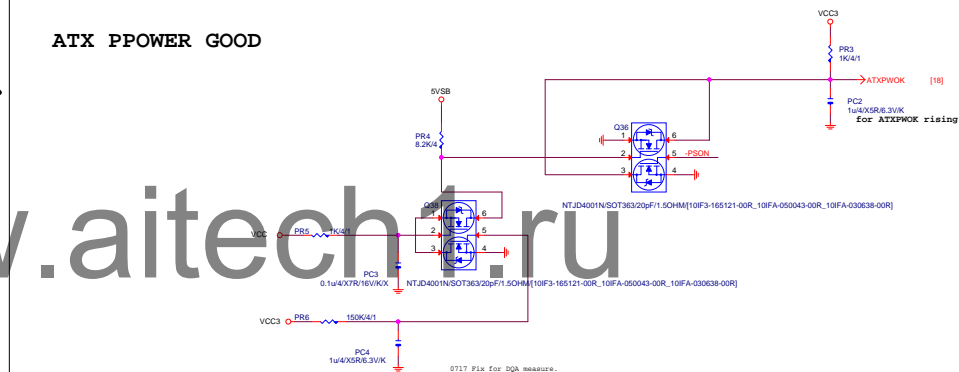 ATX PPOWER GOOD
VCC3
PR3
1K/4/1
ATXPWOK [18]
PC2
1u/4/X5R/6.3V/K
for ATXPWOK rising
5VSB
PR4
8.2K/4
Q36
1 6
2 5 -PSON
3 4
NTJD4001N/SOT363/20pF/1.5OHM/[10IF3-165121-00R_10IFA-050043-00R_10IFA-030638-00R]
Q38
1 6
2 5
3 4
VCC PR5 1K/4/1
PC3
0.1u/4/X7R/16V/K/X
NTJD4001N/SOT363/20pF/1.5OHM/[10IF3-165121-00R_10IFA-050043-00R_10IFA-030638-00R]
VCC3 PR6 150K/4/1
PC4
1u/4/X5R/6.3V/K
0717 Fix for DQA measure.
w.aitech1.ru